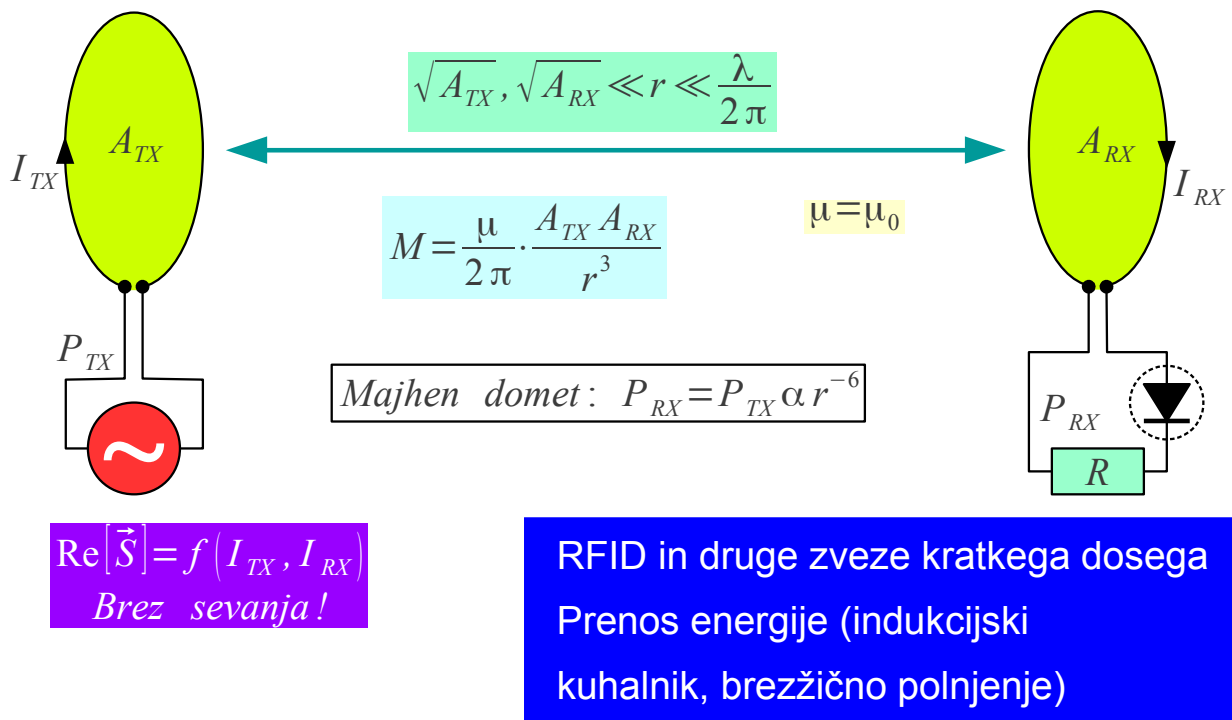 √A_TX, √A_RX ≪ r ≪ λ/2π
A_TX
A_RX
I_TX
I_RX
M = μ/2π · A_TX A_RX/r³
μ=μ₀
P_TX
Majhen domet: P_RX = P_TX α r⁻⁶
P_RX
~
R
Re[S⃗]=f(I_TX, I_RX)
Brez sevanja!
RFID in druge zveze kratkega dosega
Prenos energije (indukcijski
kuhalnik, brezžično polnjenje)